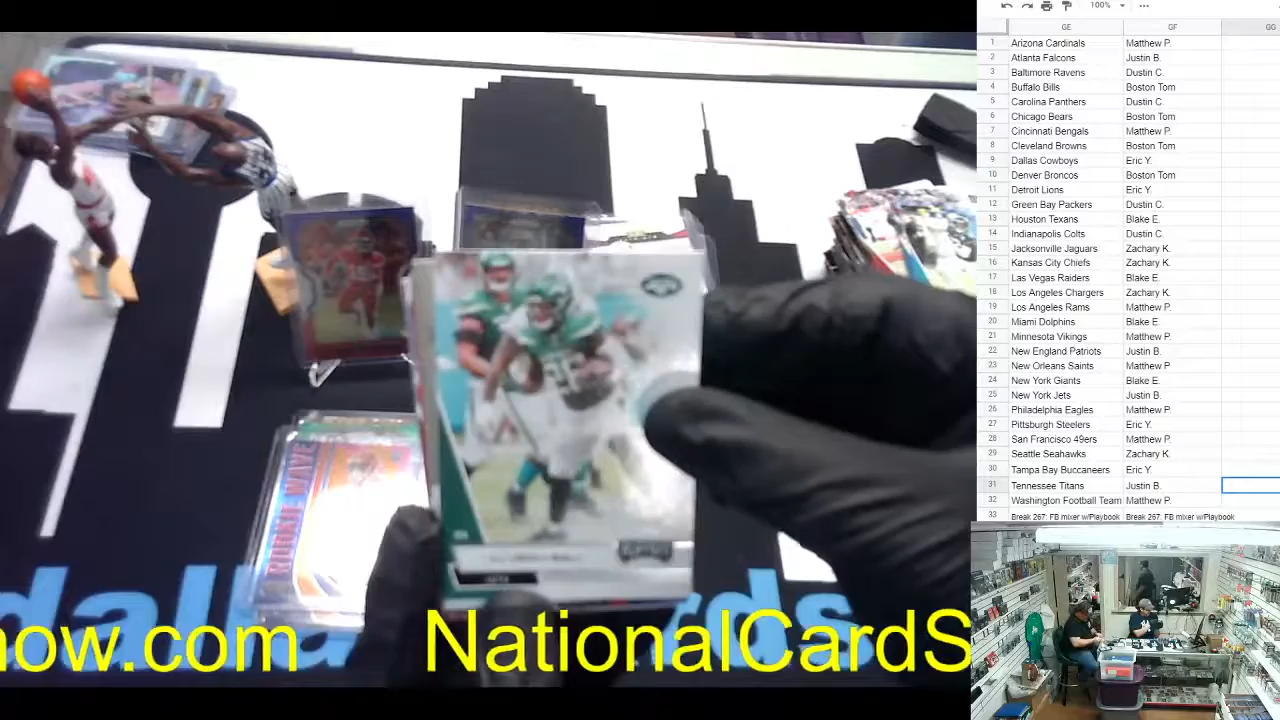 100%
GE GF GG
1 Arizona Cardinals Matthew P.
2 Atlanta Falcons Justin B.
3 Baltimore Ravens Dustin C.
4 Buffalo Bills Boston Tom
5 Carolina Panthers Dustin C.
6 Chicago Bears Boston Tom
7 Cincinnati Bengals Matthew P.
8 Cleveland Browns Boston Tom
9 Dallas Cowboys Eric Y.
10 Denver Broncos Boston Tom
11 Detroit Lions Eric Y.
12 Green Bay Packers Dustin C.
13 Houston Texans Blake E.
14 Indianapolis Colts Dustin C.
15 Jacksonville Jaguars Zachary K.
16 Kansas City Chiefs Zachary K.
17 Las Vegas Raiders Blake E.
18 Los Angeles Chargers Zachary K.
19 Los Angeles Rams Matthew P.
20 Miami Dolphins Blake E.
21 Minnesota Vikings Matthew P.
22 New England Patriots Justin B.
23 New Orleans Saints Matthew P
24 New York Giants Blake E.
25 New York Jets Justin B.
26 Philadelphia Eagles Matthew P.
27 Pittsburgh Steelers Eric Y.
28 San Francisco 49ers Matthew P.
29 Seattle Seahawks Zachary K.
30 Tampa Bay Buccaneers Eric Y.
31 Tennessee Titans Justin B.
32 Washington Football Team Matthew P.
33 Break 267: FB mixer w/Playbook Break 267: FB mixer w/Playbook
ow.com NationalCardS